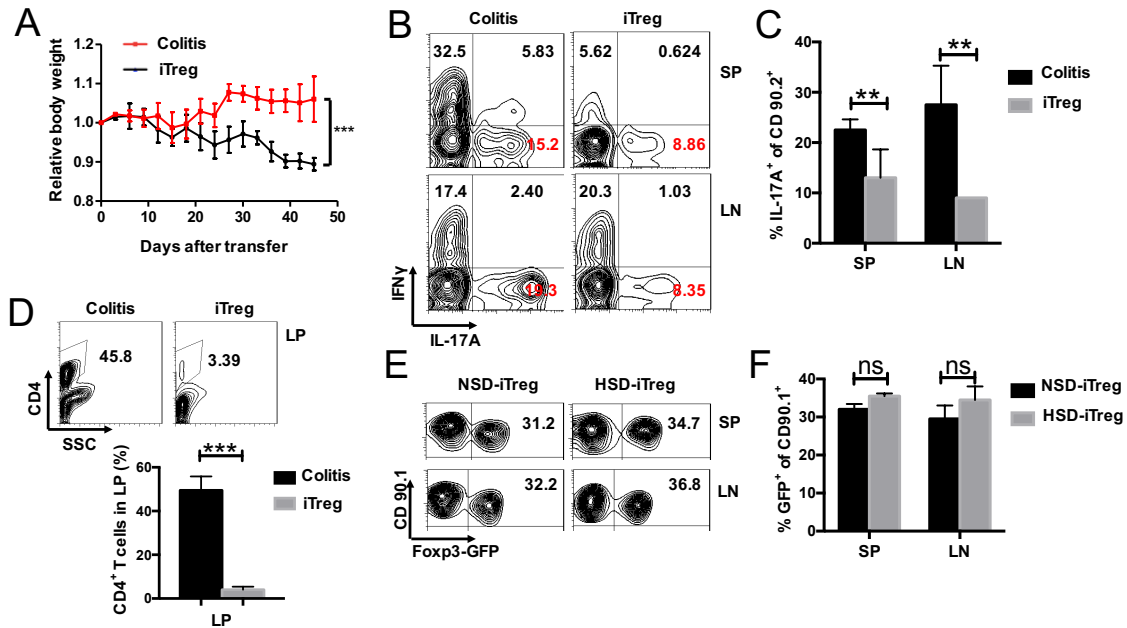 A
Relative body weight
1.2
1.1
1.0
0.9
0.8
Colitis
iTreg
***
0 10 20 30 40 50
Days after transfer
B
Colitis iTreg
32.5 5.83 5.62 0.624 SP
15.2 8.86
17.4 2.40 20.3 1.03 LN
19.3 8.35
IFNγ
IL-17A
C
% IL-17A+ of CD 90.2+
40
30
20
10
0
** **
Colitis
iTreg
SP LN
D
Colitis iTreg
45.8 3.39 LP
CD4
SSC
CD4+ T cells in LP (%)
60
40
20
0
***
Colitis
iTreg
LP
E
NSD-iTreg HSD-iTreg
31.2 34.7 SP
32.2 36.8 LN
CD 90.1
Foxp3-GFP
F
% GFP+ of CD90.1+
40
30
20
10
0
ns ns
NSD-iTreg
HSD-iTreg
SP LN